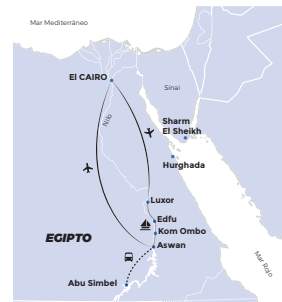 Mar Mediterráneo
El CAIRO
Sinai
Nilo
Sharm
El Sheikh
Hurghada
Luxor
Edfu
Kom Ombo
EGIPTO
Aswan
Mar Rojo
Abu Simbel